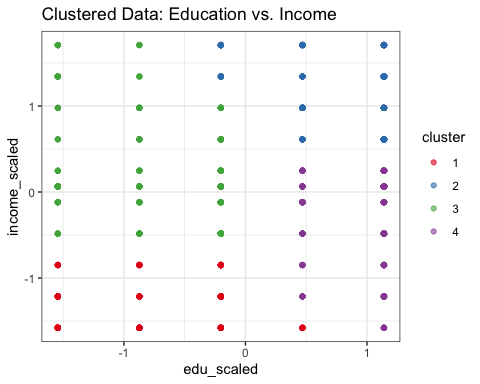 Clustered Data: Education vs. Income
income_scaled
1
0
-1
-1
0
1
edu_scaled
cluster
1
2
3
4